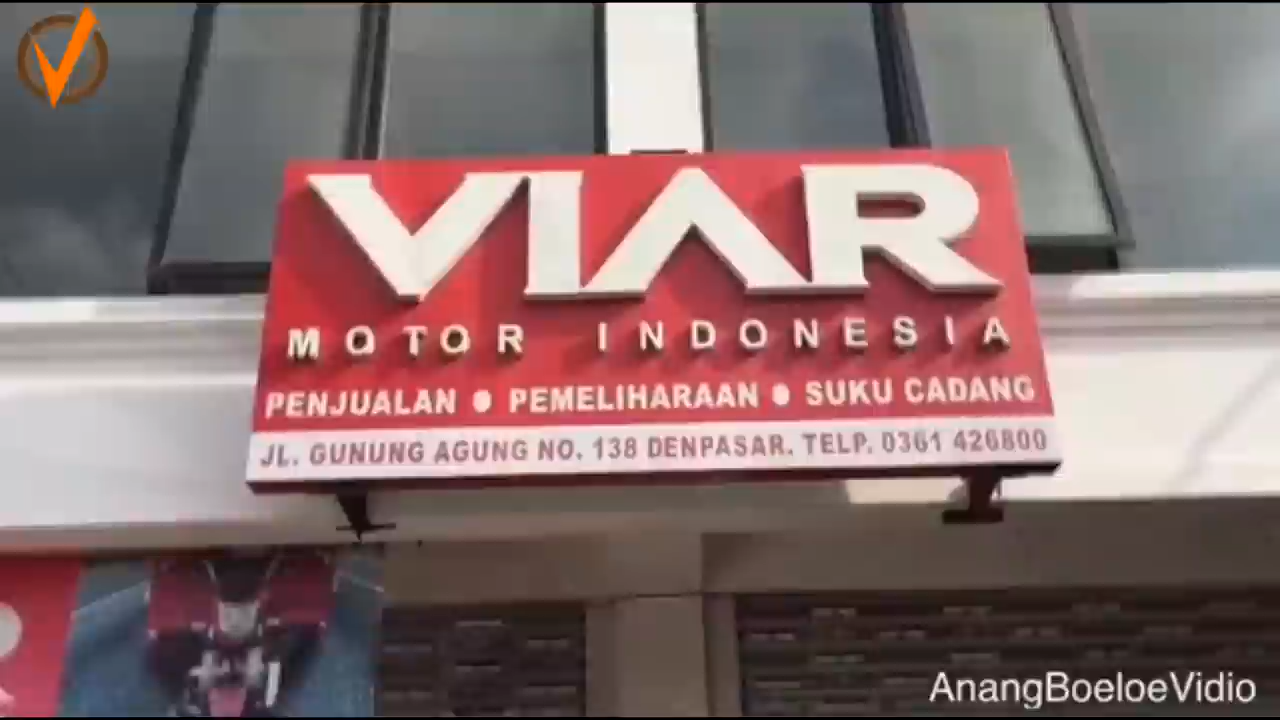 VIAR
MOTOR INDONESIA
PENJUALAN ● PEMELIHARAAN ● SUKU CADANG
JL. GUNUNG AGUNG NO. 138 DENPASAR. TELP. 0361 426800
AnangBoeloeVidio